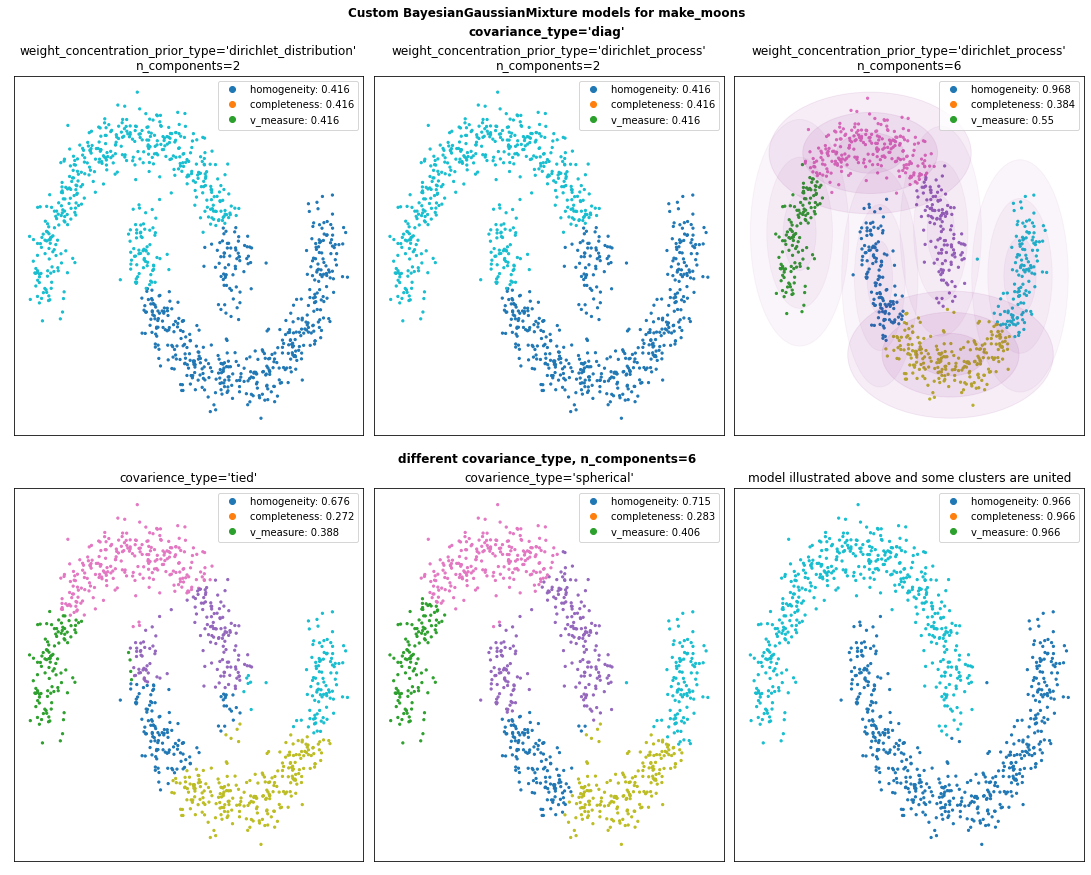 Custom BayesianGaussianMixture models for make_moons
covariance_type='diag'
weight_concentration_prior_type='dirichlet_distribution'
n_components=2
homogeneity: 0.416
completeness: 0.416
v_measure: 0.416
weight_concentration_prior_type='dirichlet_process'
n_components=2
homogeneity: 0.416
completeness: 0.416
v_measure: 0.416
weight_concentration_prior_type='dirichlet_process'
n_components=6
homogeneity: 0.968
completeness: 0.384
v_measure: 0.55
different covariance_type, n_components=6
covarience_type='tied'
homogeneity: 0.676
completeness: 0.272
v_measure: 0.388
covarience_type='spherical'
homogeneity: 0.715
completeness: 0.283
v_measure: 0.406
model illustrated above and some clusters are united
homogeneity: 0.966
completeness: 0.966
v_measure: 0.966